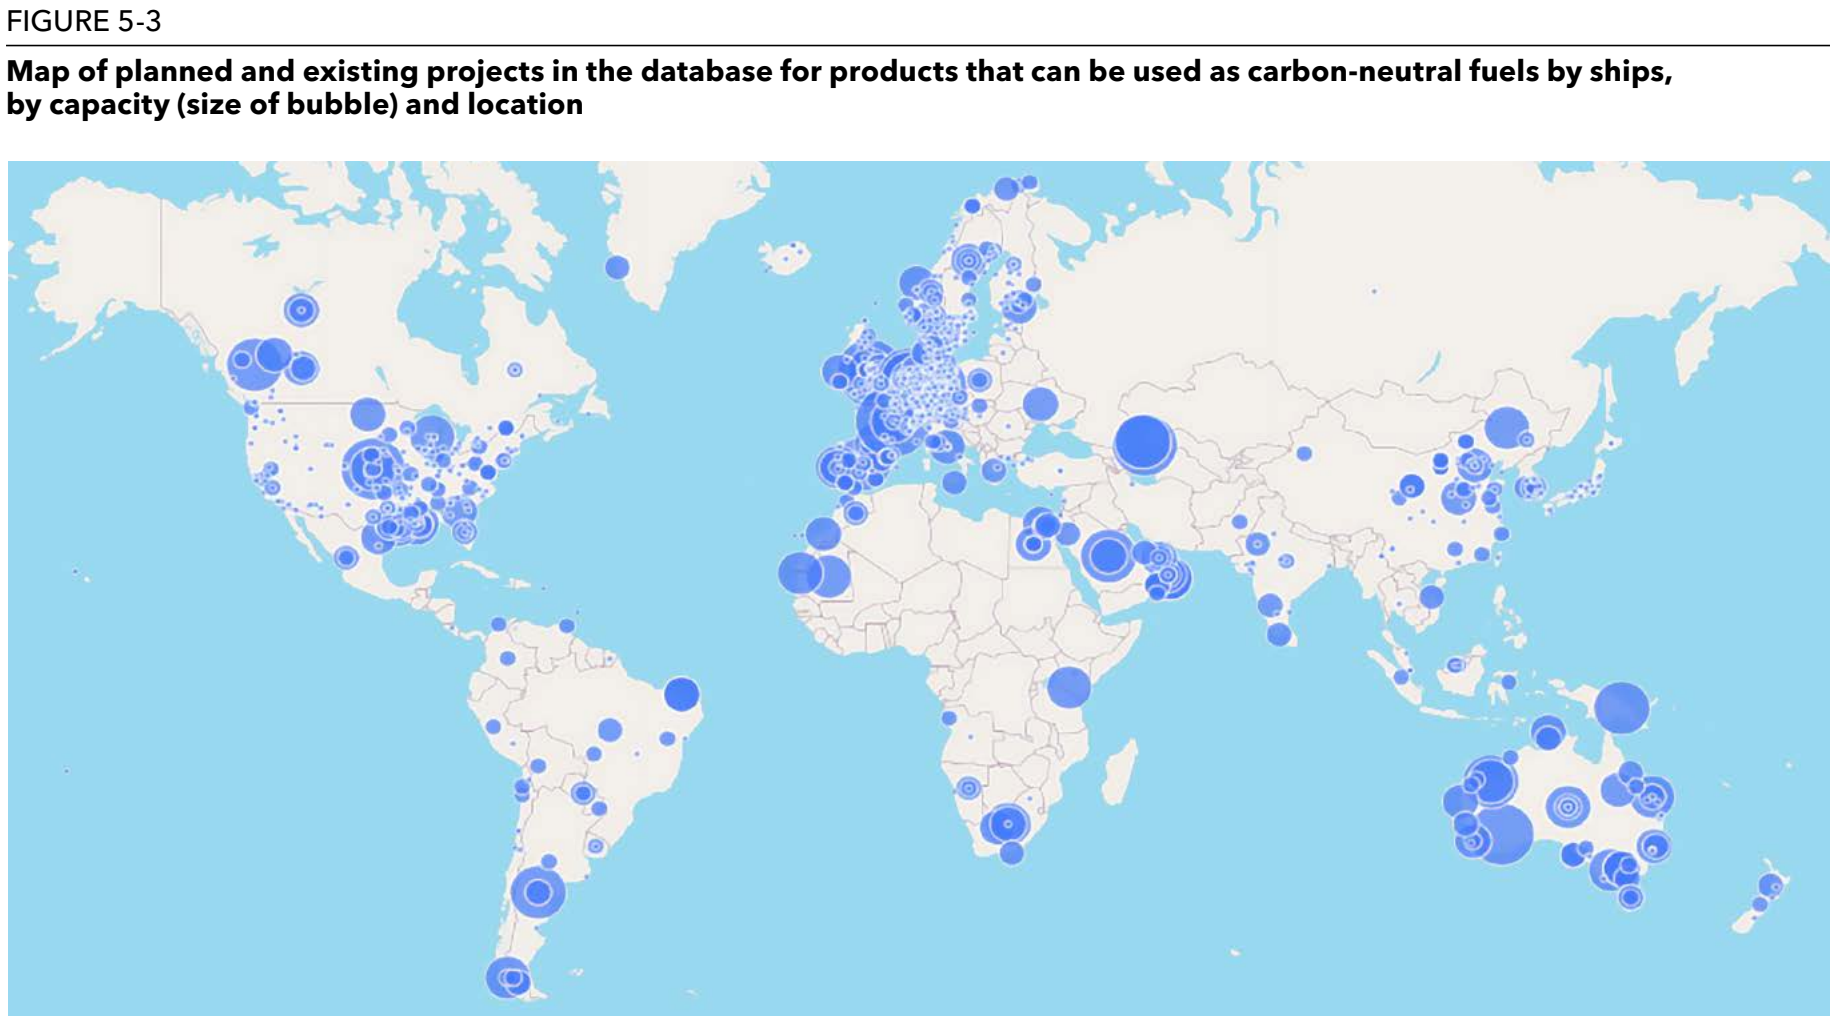 FIGURE 5-3
Map of planned and existing projects in the database for products that can be used as carbon-neutral fuels by ships,
by capacity (size of bubble) and location